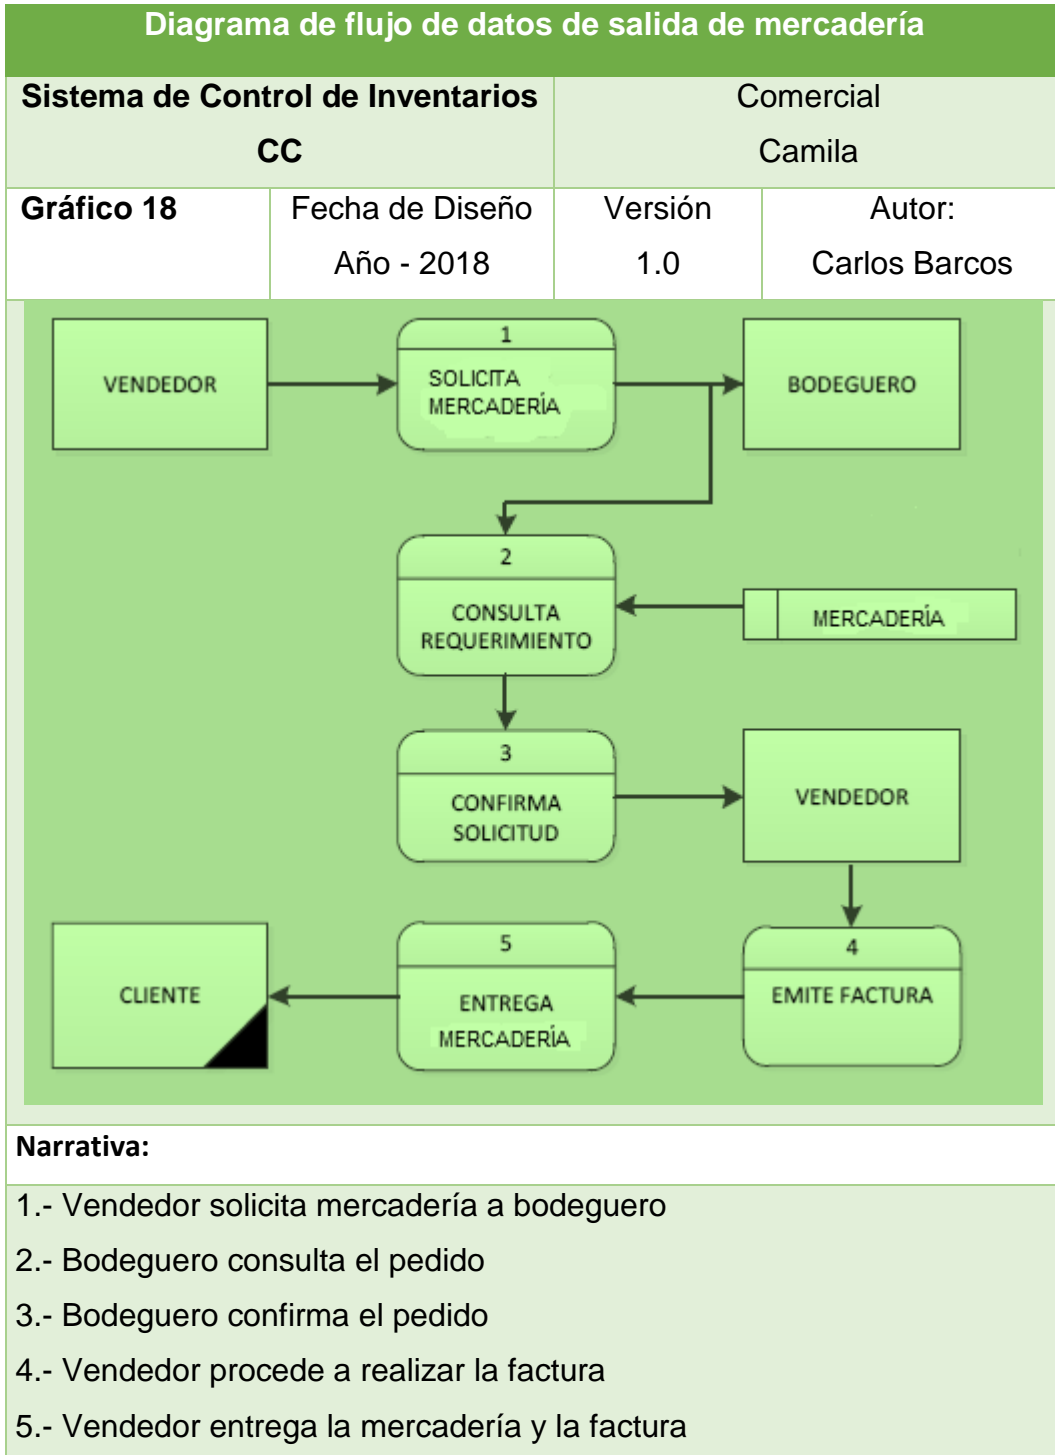 Diagrama de flujo de datos de salida de mercadería
Sistema de Control de Inventarios
CC
Comercial
Camila
Gráfico 18
Fecha de Diseño
Año - 2018
Versión
1.0
Autor:
Carlos Barcos
VENDEDOR
1
SOLICITA
MERCADERÍA
BODEGUERO
2
CONSULTA
REQUERIMIENTO
MERCADERÍA
3
CONFIRMA
SOLICITUD
VENDEDOR
CLIENTE
5
ENTREGA
MERCADERÍA
4
EMITE FACTURA
Narrativa:
1.- Vendedor solicita mercadería a bodeguero
2.- Bodeguero consulta el pedido
3.- Bodeguero confirma el pedido
4.- Vendedor procede a realizar la factura
5.- Vendedor entrega la mercadería y la factura